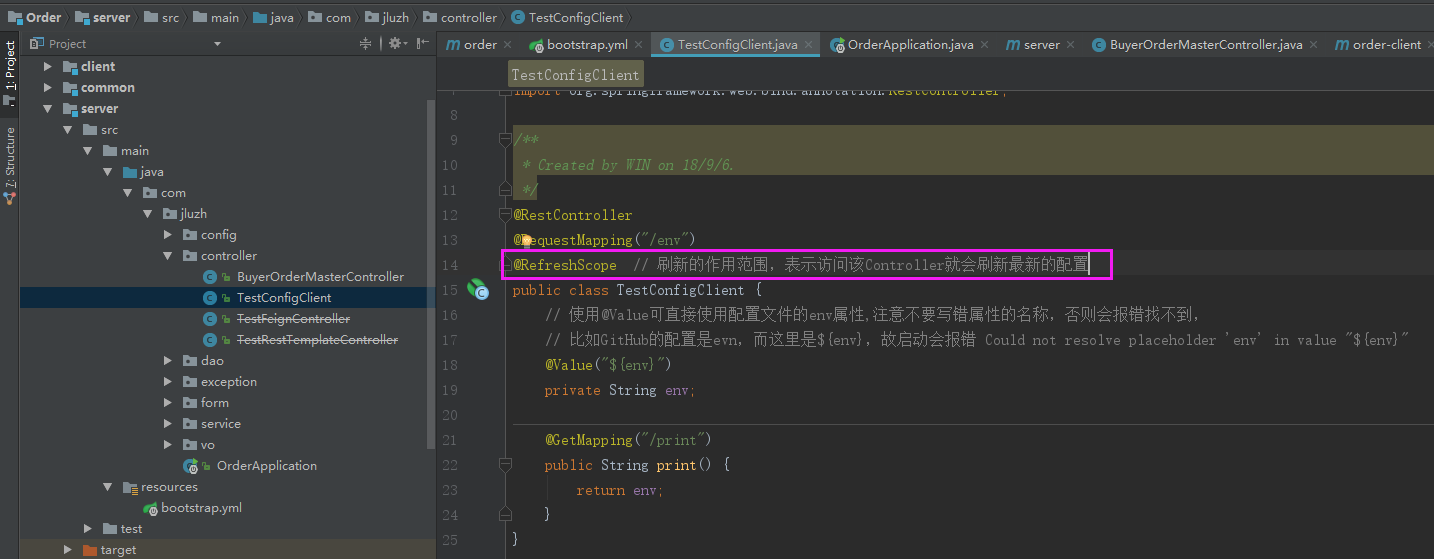 Order server src main java com jluzh controller TestConfigClient
1: Project
7: Structure
Project
client
common
server
src
main
java
com
jluzh
config
controller
BuyerOrderMasterController
TestConfigClient
TestFeignController
TestRestTemplateController
dao
exception
form
service
vo
OrderApplication
resources
bootstrap.yml
test
target
order bootstrap.yml TestConfigClient.java OrderApplication.java server BuyerOrderMasterController.java order-client
TestConfigClient
7 import org.springframework.web.bind.annotation.RestController;
8
9 /**
10 * Created by WIN on 18/9/6.
11 */
12 @RestController
13 @RequestMapping("/env")
14 @RefreshScope // 刷新的作用范围，表示访问该Controller就会刷新最新的配置
15 public class TestConfigClient {
16 // 使用@Value可直接使用配置文件的env属性,注意不要写错属性的名称，否则会报错找不到，
17 // 比如GitHub的配置是evn，而这里是${env}，故启动会报错 Could not resolve placeholder 'env' in value "${env}"
18 @Value("${env}")
19 private String env;
20
21 @GetMapping("/print")
22 public String print() {
23 return env;
24 }
25 }